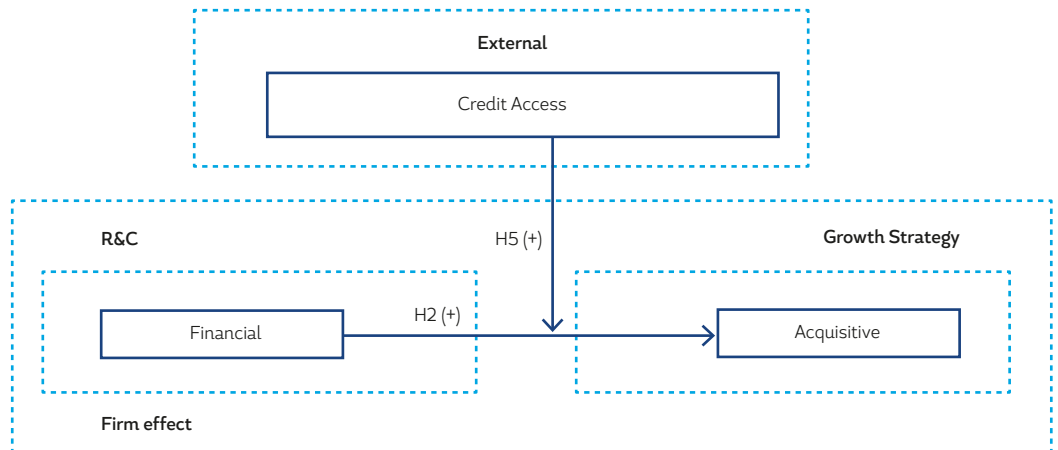 External
Credit Access
R&C
H5 (+)
Growth Strategy
Financial
H2 (+)
Acquisitive
Firm effect